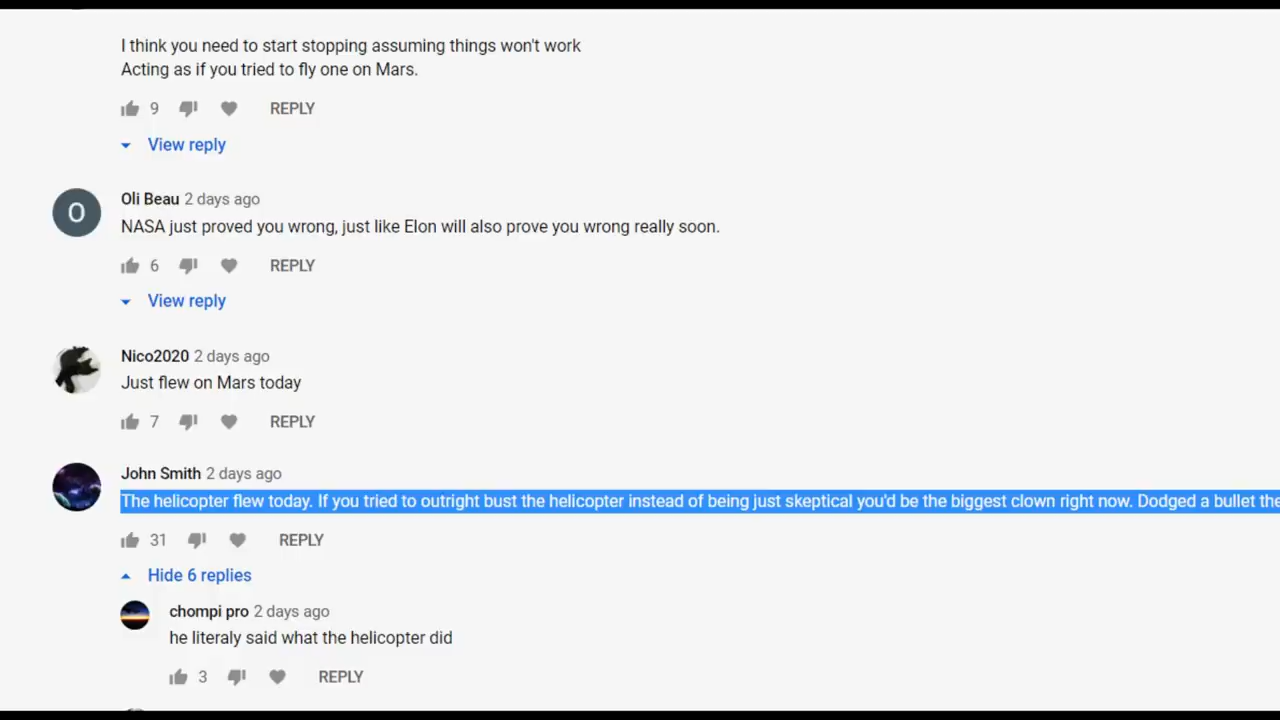 I think you need to start stopping assuming things won't work
Acting as if you tried to fly one on Mars.
9 REPLY
View reply
O
Oli Beau 2 days ago
NASA just proved you wrong, just like Elon will also prove you wrong really soon.
6 REPLY
View reply
Nico2020 2 days ago
Just flew on Mars today
7 REPLY
John Smith 2 days ago
The helicopter flew today. If you tried to outright bust the helicopter instead of being just skeptical you'd be the biggest clown right now. Dodged a bullet the
31 REPLY
Hide 6 replies
chompi pro 2 days ago
he literaly said what the helicopter did
3 REPLY